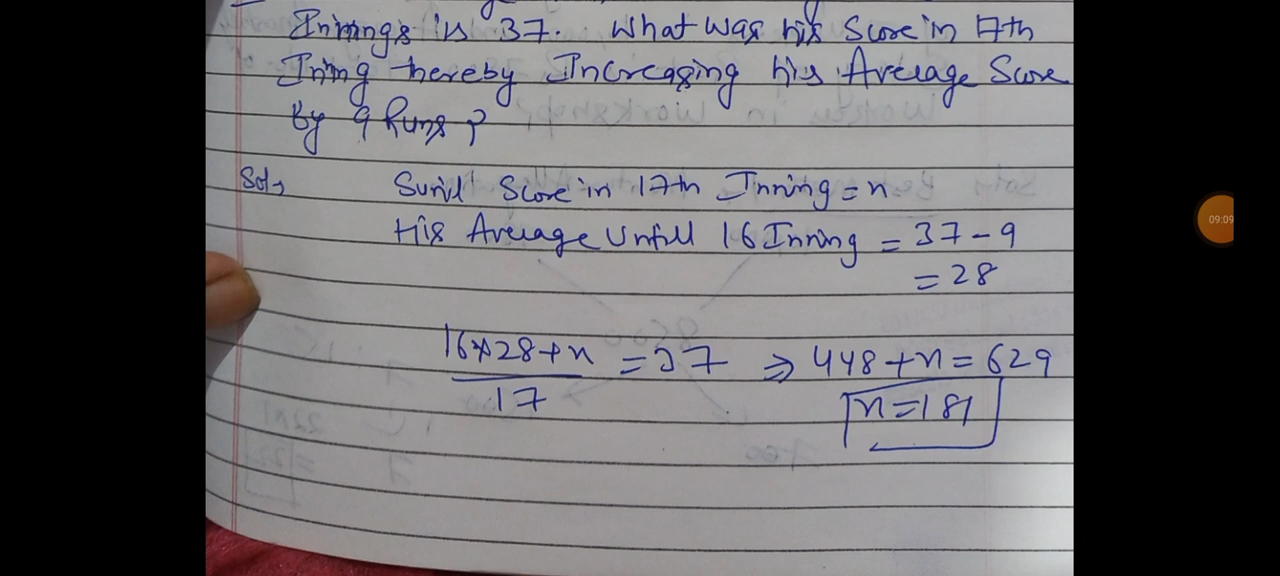 Innings is 37. What was his Score in 17th
Inning thereby Increasing his Average Score
by 9 Runs?
Sol→ Sunil Score in 17th Inning = n
His Average Untill 16 Inning = 37 - 9
= 28
16×28+n = 37 ⇒ 448+n = 629
17
n=181
09:09